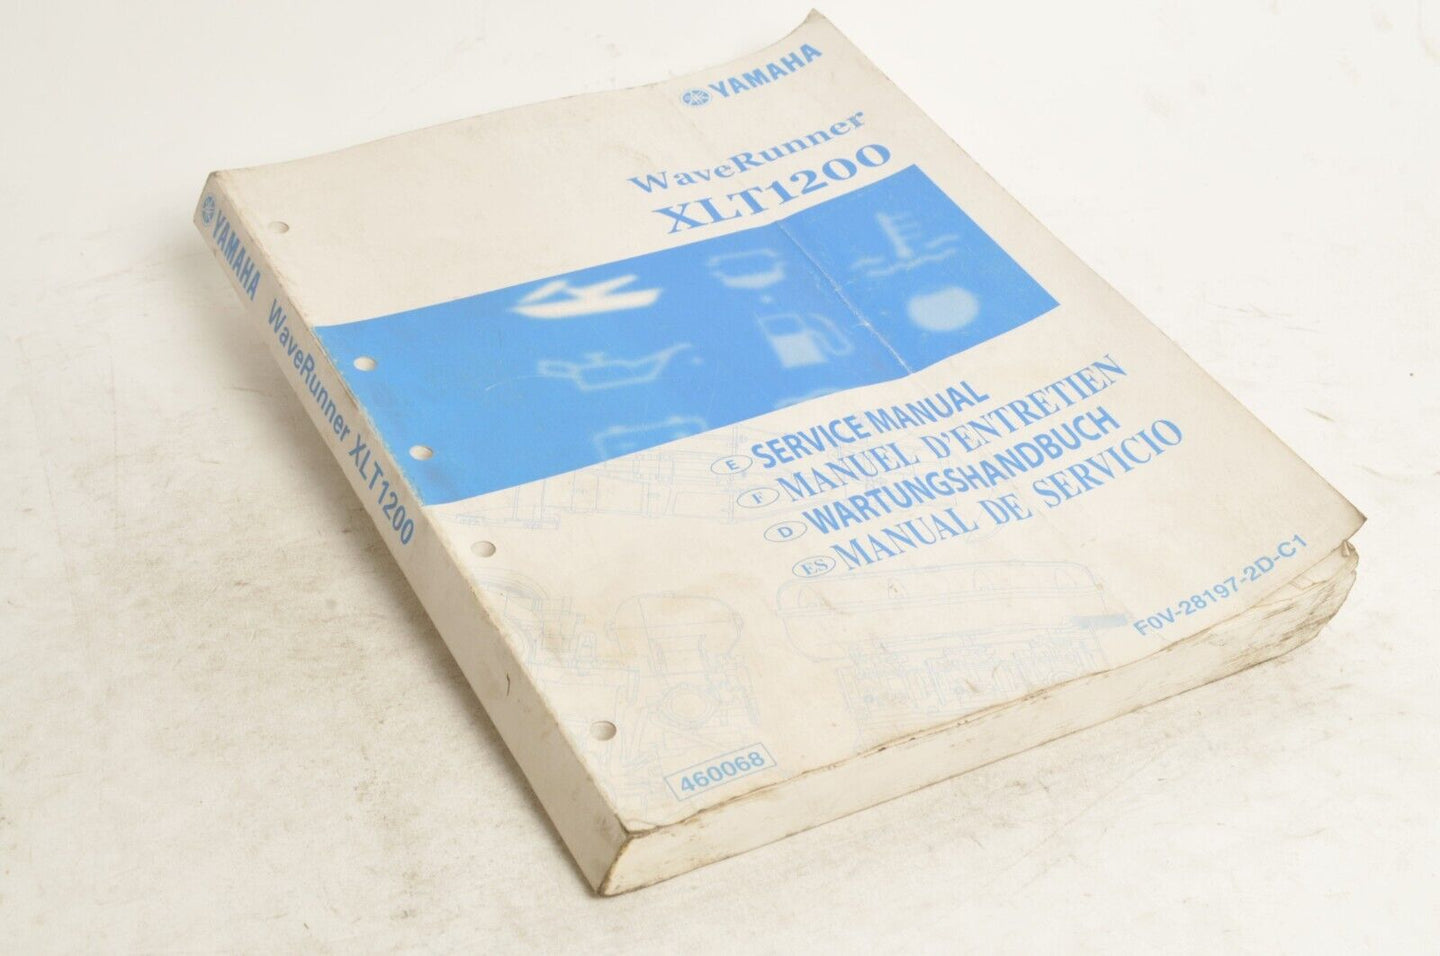 YAMAHA
WaveRunner
XLT1200
E SERVICE MANUAL
F MANUEL D'ENTRETIEN
D WARTUNGSHANDBUCH
ES MANUAL DE SERVICIO
F0V-28197-2D-C1
460068
YAMAHA WaveRunner XLT1200